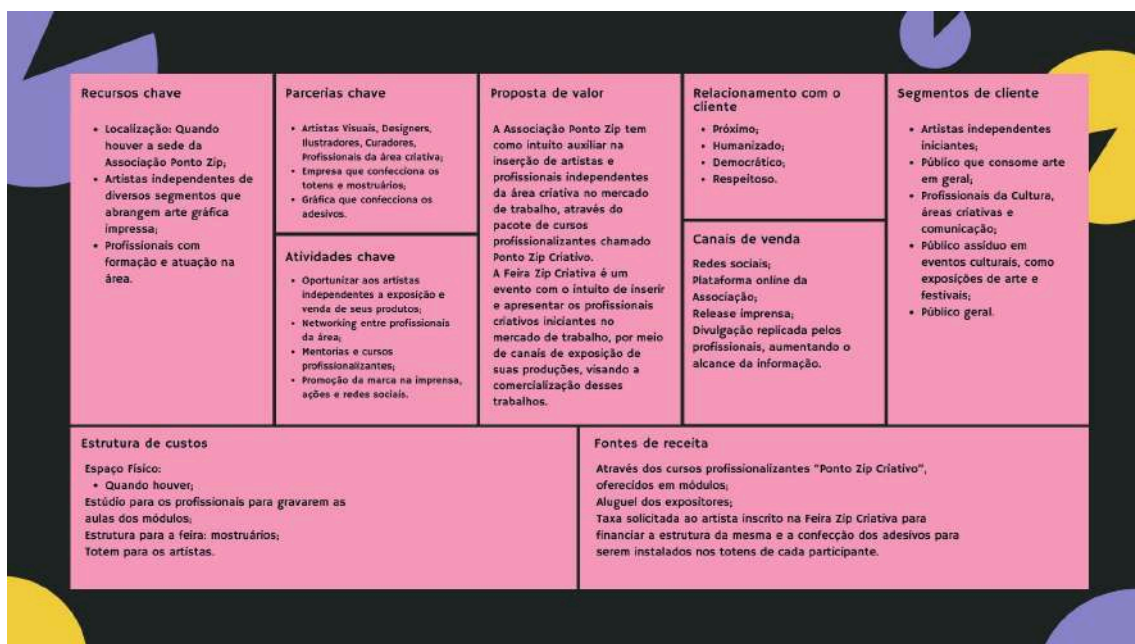 Recursos chave
• Localização: Quando
houver a sede da
Associação Ponto Zip;
• Artistas independentes de
diversos segmentos que
abrangem arte gráfica
impressa;
• Profissionais com
formação e atuação na
área.
Parcerias chave
• Artistas Visuais, Designers,
Ilustradores, Curadores,
Profissionais da área criativa;
• Empresa que confecciona os
totens e mostruários;
• Gráfica que confecciona os
adesivos.
Atividades chave
• Oportunizar aos artistas
independentes a exposição e
venda de seus produtos;
• Networking entre profissionais
da área;
• Mentorias e cursos
profissionalizantes;
• Promoção da marca na imprensa,
ações e redes sociais.
Proposta de valor
A Associação Ponto Zip tem
como intuito auxiliar na
inserção de artistas e
profissionais independentes
da área criativa no mercado
de trabalho, através do
pacote de cursos
profissionalizantes chamado
Ponto Zip Criativo.
A Feira Zip Criativa é um
evento com o intuito de inserir
e apresentar os profissionais
criativos iniciantes no
mercado de trabalho, por meio
de canais de exposição de
suas produções, visando a
comercialização desses
trabalhos.
Relacionamento com o
cliente
• Próximo;
• Humanizado;
• Democrático;
• Respeitoso.
Canais de venda
Redes sociais;
Plataforma online da
Associação;
Release imprensa;
Divulgação replicada pelos
profissionais, aumentando o
alcance da informação.
Segmentos de cliente
• Artistas independentes
iniciantes;
• Público que consome arte
em geral;
• Profissionais da Cultura,
áreas criativas e
comunicação;
• Público assíduo em
eventos culturais, como
exposições de arte e
festivais;
• Público geral.
Estrutura de custos
Espaço Físico:
• Quando houver;
Estúdio para os profissionais para gravarem as
aulas dos módulos;
Estrutura para a feira: mostruários;
Totem para os artistas.
Fontes de receita
Através dos cursos profissionalizantes "Ponto Zip Criativo",
oferecidos em módulos;
Aluguel dos expositores;
Taxa solicitada ao artista inscrito na Feira Zip Criativa para
financiar a estrutura da mesma e a confecção dos adesivos para
serem instalados nos totens de cada participante.